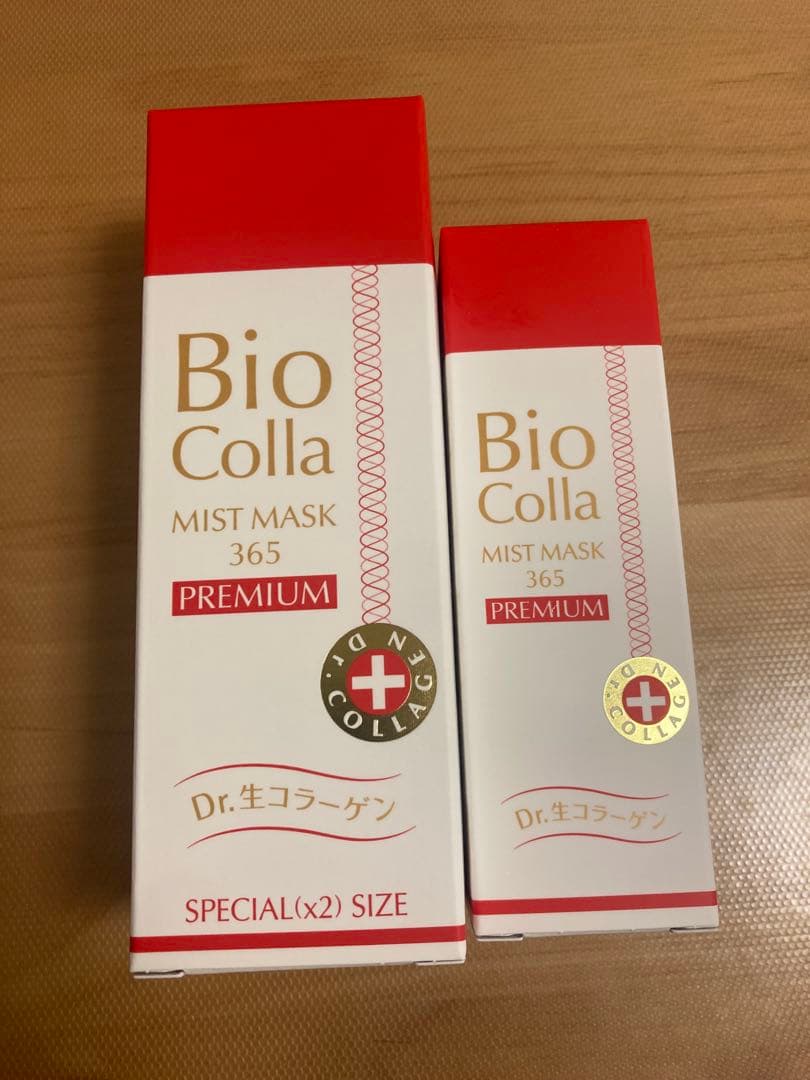 Bio
Colla
MIST MASK
365
PREMIUM
Dr. COLLAGEN
Dr.生コラーゲン
SPECIAL(x2) SIZE
Bio
Colla
MIST MASK
365
PREMIUM
Dr. COLLAGEN
Dr.生コラーゲン